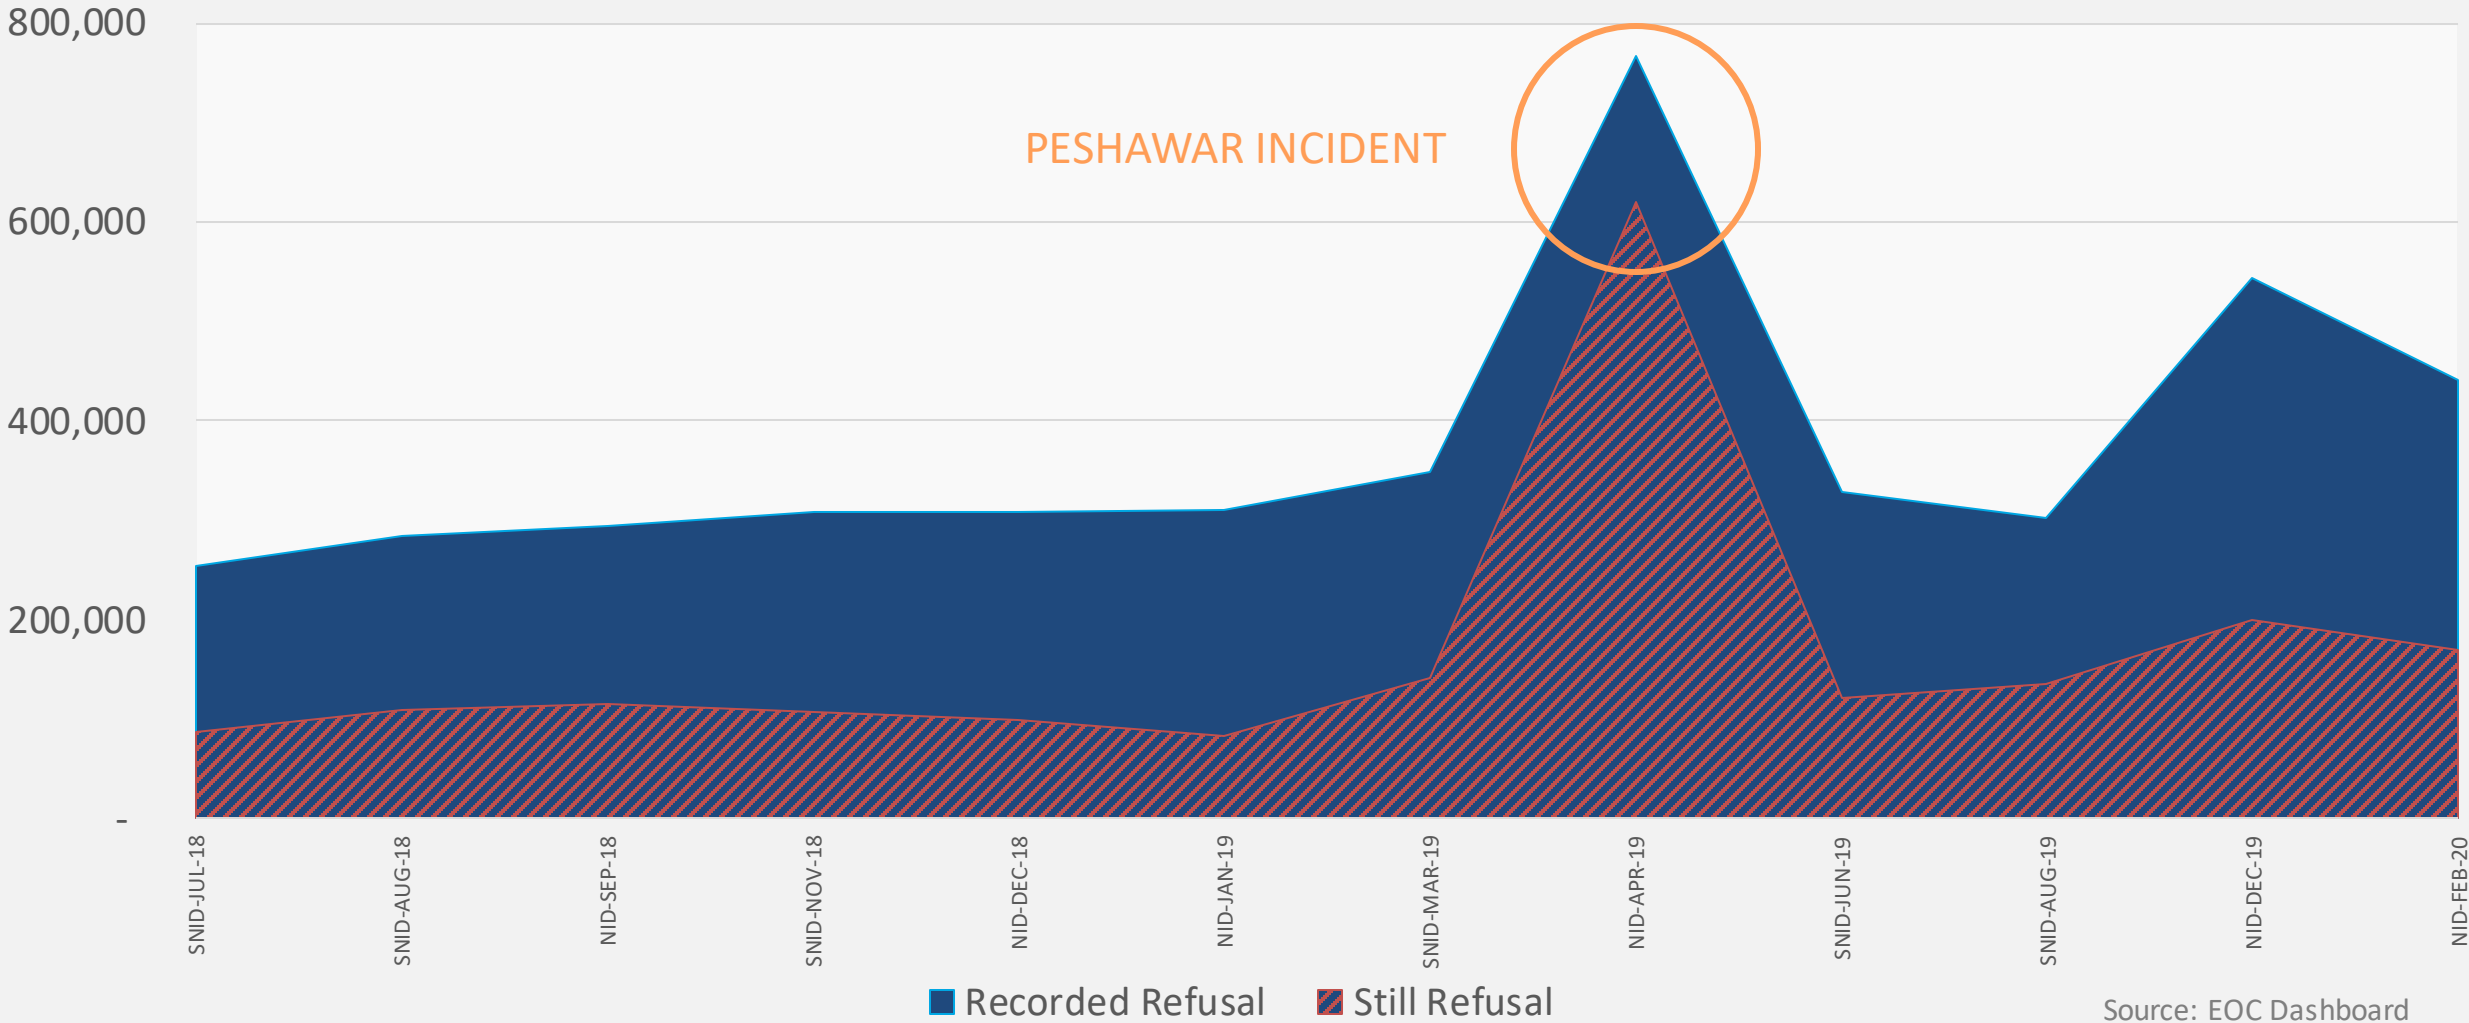 800,000
PESHAWAR INCIDENT
600,000
400,000
200,000
-
SNID-JUL-18
SNID-AUG-18
NID-SEP-18
SNID-NOV-18
NID-DEC-18
NID-JAN-19
SNID-MAR-19
NID-APR-19
SNID-JUN-19
SNID-AUG-19
NID-DEC-19
NID-FEB-20
Recorded Refusal
Still Refusal
Source: EOC Dashboard